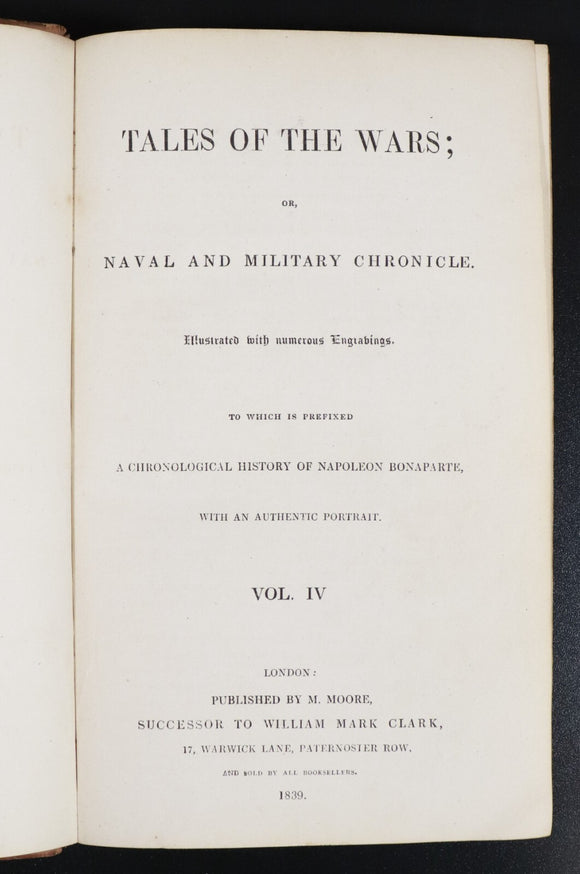 TALES OF THE WARS;
OR,
NAVAL AND MILITARY CHRONICLE.
Illustrated with numerous Engravings.
TO WHICH IS PREFIXED
A CHRONOLOGICAL HISTORY OF NAPOLEON BONAPARTE,
WITH AN AUTHENTIC PORTRAIT.
VOL. IV
LONDON:
PUBLISHED BY M. MOORE,
SUCCESSOR TO WILLIAM MARK CLARK,
17, WARWICK LANE, PATERNOSTER ROW,
AND SOLD BY ALL BOOKSELLERS.
1839.